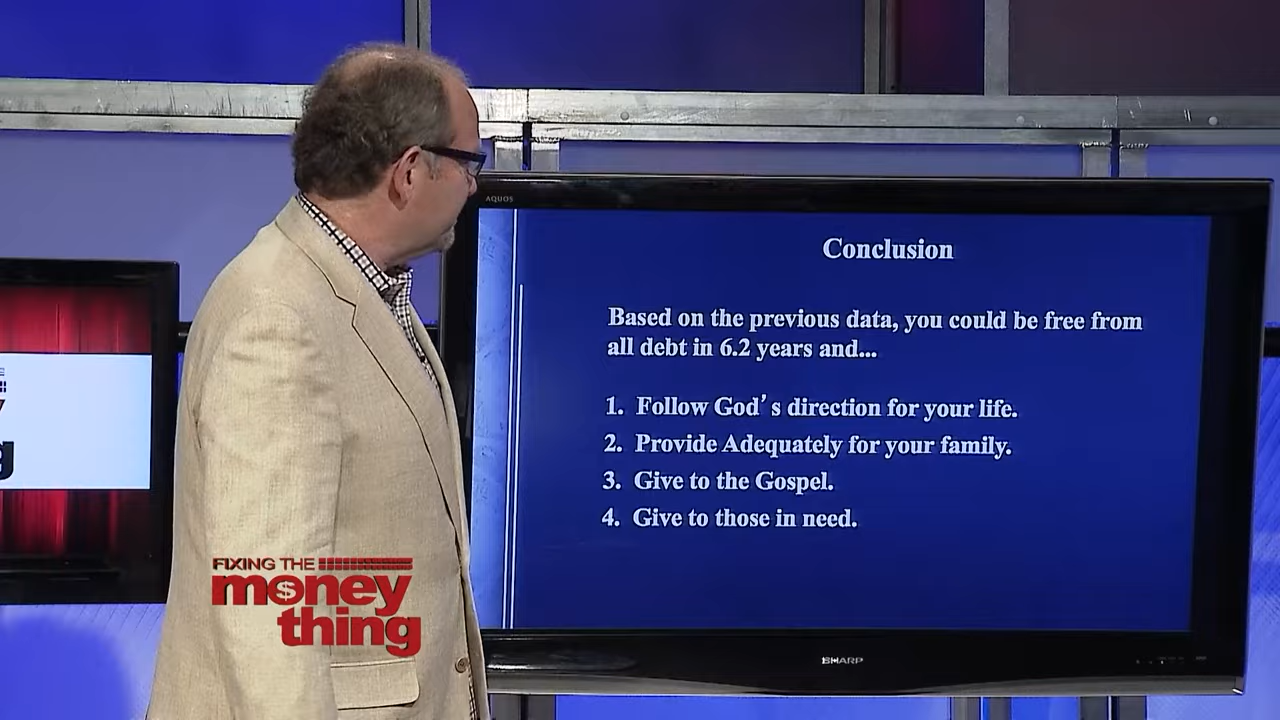 AQUOS
Conclusion
Based on the previous data, you could be free from
all debt in 6.2 years and...
1. Follow God's direction for your life.
2. Provide Adequately for your family.
3. Give to the Gospel.
4. Give to those in need.
SHARP
FIXING THE
money
thing
g